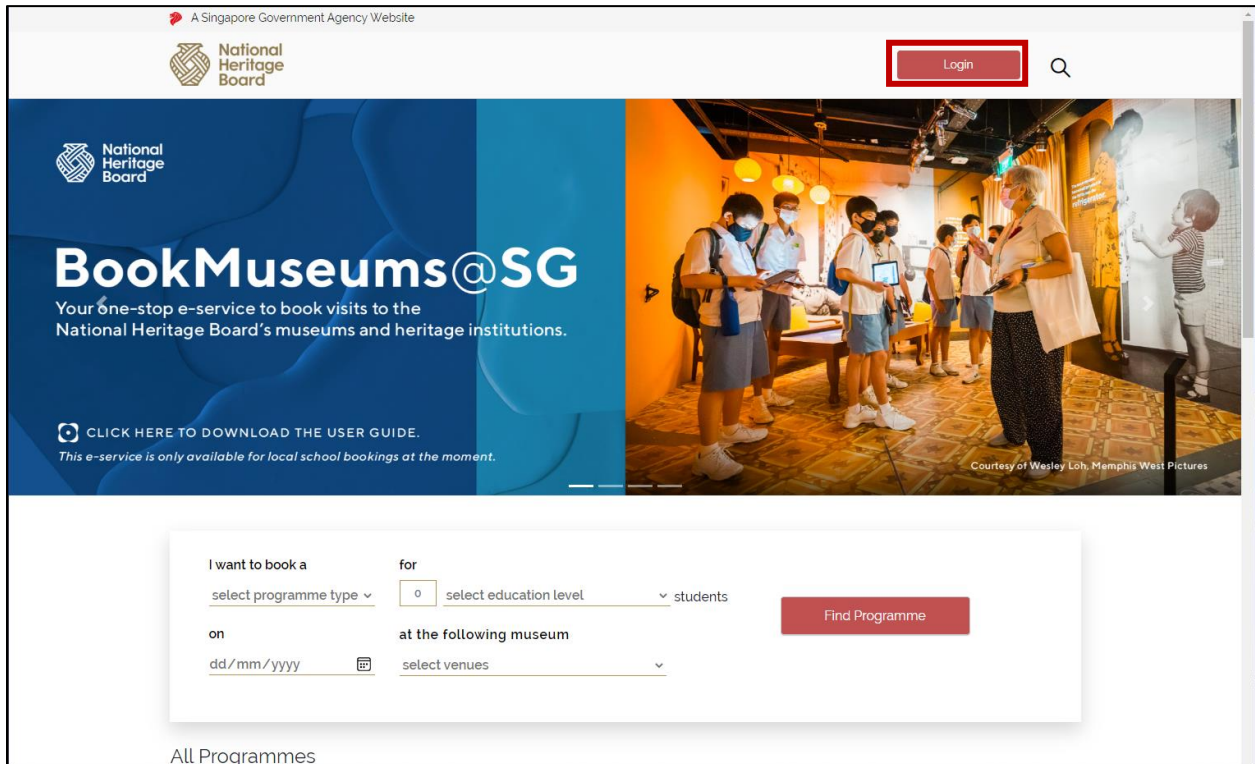 A Singapore Government Agency Website
National
Heritage
Board
Login
National
Heritage
Board
BookMuseums@SG
Your one-stop e-service to book visits to the
National Heritage Board's museums and heritage institutions.
CLICK HERE TO DOWNLOAD THE USER GUIDE.
This e-service is only available for local school bookings at the moment.
refrigerator
Courtesy of Wesley Loh, Memphis West Pictures
I want to book a
for
select programme type
0
select education level
students
Find Programme
on
at the following museum
dd/mm/yyyy
select venues
All Programmes